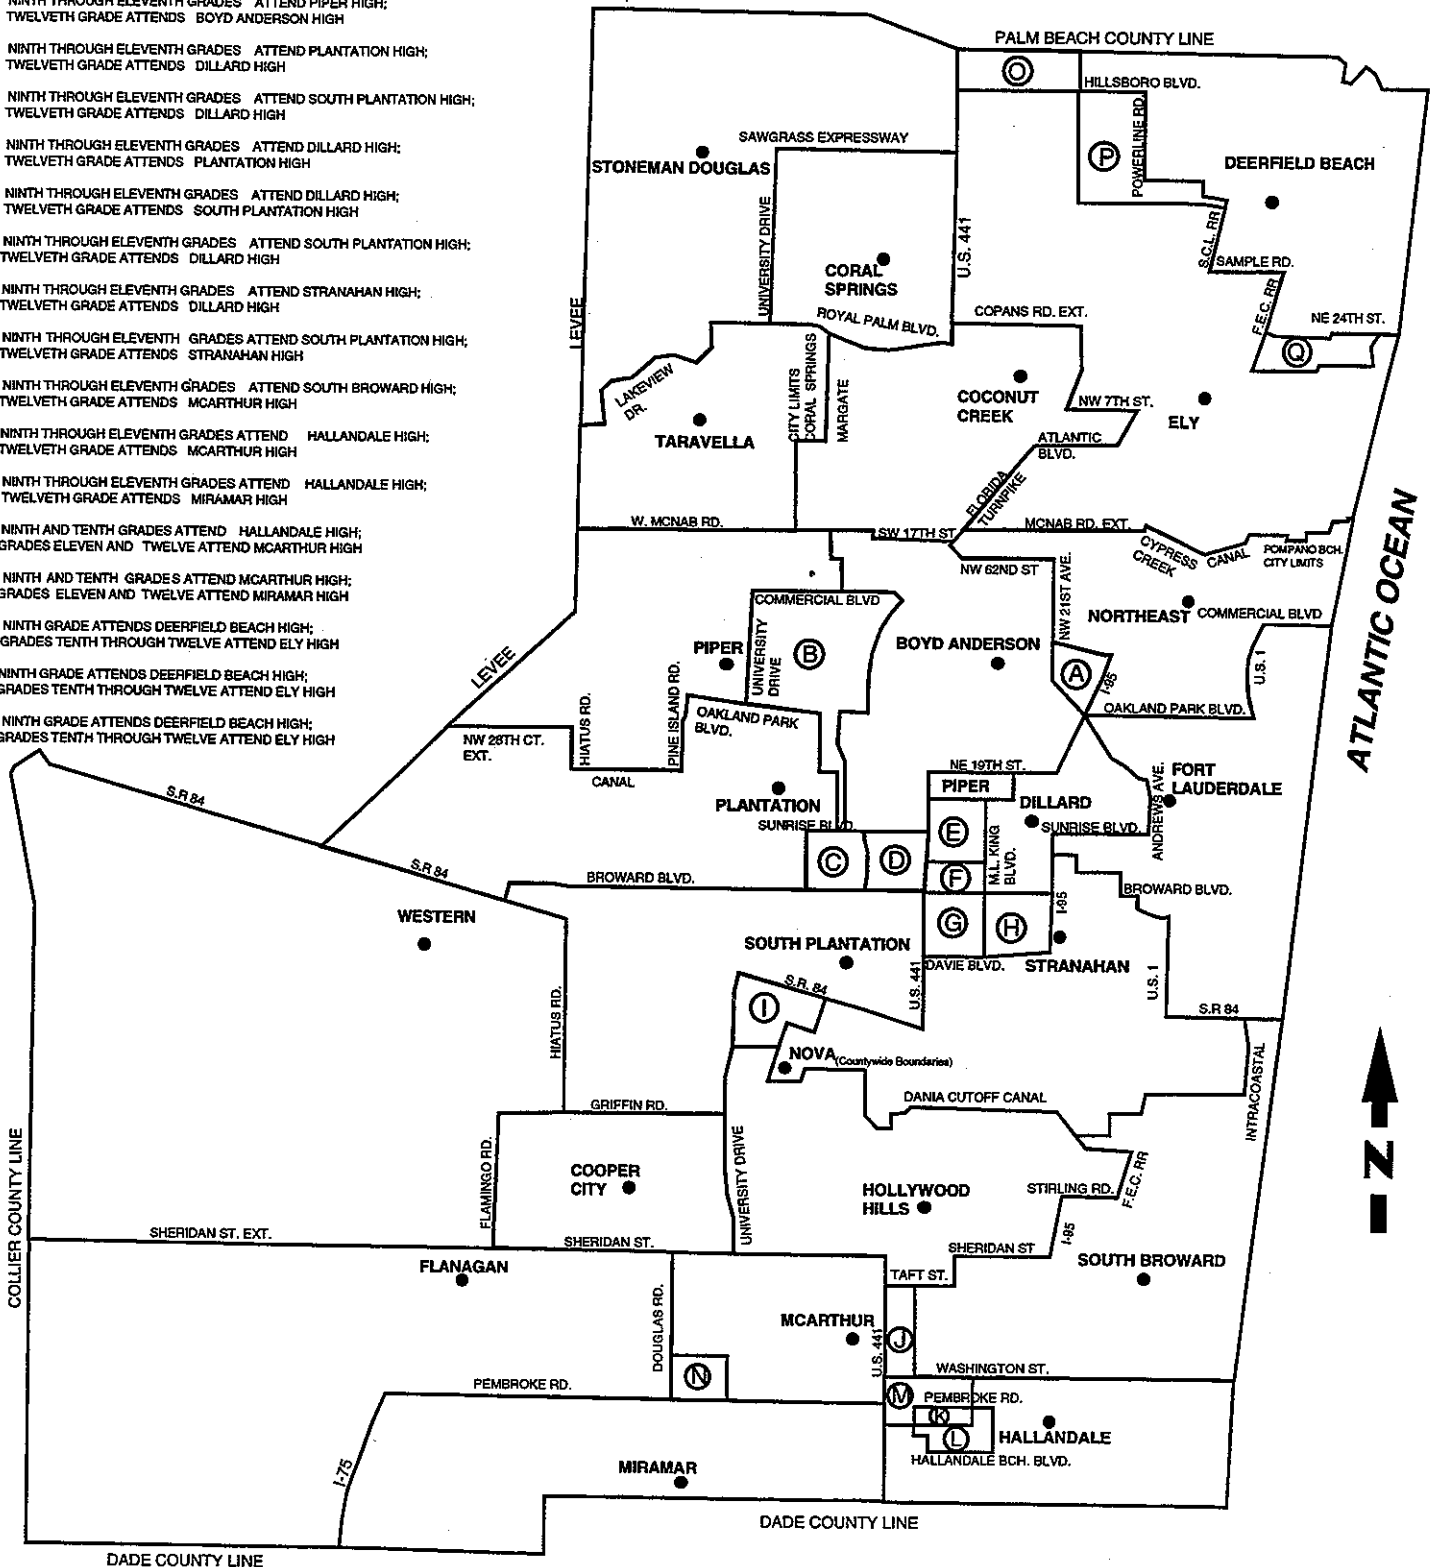 NINTH THROUGH ELEVENTH GRADES ATTEND PIPER HIGH;
TWELVETH GRADE ATTENDS BOYD ANDERSON HIGH
NINTH THROUGH ELEVENTH GRADES ATTEND PLANTATION HIGH;
TWELVETH GRADE ATTENDS DILLARD HIGH
NINTH THROUGH ELEVENTH GRADES ATTEND SOUTH PLANTATION HIGH;
TWELVETH GRADE ATTENDS DILLARD HIGH
NINTH THROUGH ELEVENTH GRADES ATTEND DILLARD HIGH;
TWELVETH GRADE ATTENDS PLANTATION HIGH
NINTH THROUGH ELEVENTH GRADES ATTEND DILLARD HIGH;
TWELVETH GRADE ATTENDS SOUTH PLANTATION HIGH
NINTH THROUGH ELEVENTH GRADES ATTEND SOUTH PLANTATION HIGH;
TWELVETH GRADE ATTENDS DILLARD HIGH
NINTH THROUGH ELEVENTH GRADES ATTEND STRANAHAN HIGH;
TWELVETH GRADE ATTENDS DILLARD HIGH
NINTH THROUGH ELEVENTH GRADES ATTEND SOUTH PLANTATION HIGH;
TWELVETH GRADE ATTENDS STRANAHAN HIGH
NINTH THROUGH ELEVENTH GRADES ATTEND SOUTH BROWARD HIGH;
TWELVETH GRADE ATTENDS MCARTHUR HIGH
NINTH THROUGH ELEVENTH GRADES ATTEND HALLANDALE HIGH;
TWELVETH GRADE ATTENDS MCARTHUR HIGH
NINTH THROUGH ELEVENTH GRADES ATTEND HALLANDALE HIGH;
TWELVETH GRADE ATTENDS MIRAMAR HIGH
NINTH AND TENTH GRADES ATTEND HALLANDALE HIGH;
GRADES ELEVEN AND TWELVE ATTEND MCARTHUR HIGH
NINTH AND TENTH GRADES ATTEND MCARTHUR HIGH;
GRADES ELEVEN AND TWELVE ATTEND MIRAMAR HIGH
NINTH GRADE ATTENDS DEERFIELD BEACH HIGH;
GRADES TENTH THROUGH TWELVE ATTEND ELY HIGH
NINTH GRADE ATTENDS DEERFIELD BEACH HIGH;
GRADES TENTH THROUGH TWELVE ATTEND ELY HIGH
NINTH GRADE ATTENDS DEERFIELD BEACH HIGH;
GRADES TENTH THROUGH TWELVE ATTEND ELY HIGH
PALM BEACH COUNTY LINE
O
HILLSBORO BLVD.
SAWGRASS EXPRESSWAY
STONEMAN DOUGLAS
P
POWERLINE RD.
DEERFIELD BEACH
UNIVERSITY DRIVE
U.S. 441
S.C.L. RR
SAMPLE RD.
CORAL
SPRINGS
LEVEE
ROYAL PALM BLVD.
COPANS RD. EXT.
F.E.C. RR
NE 24TH ST.
Q
LAKEVIEW
DR.
CITY LIMITS
CORAL SPRINGS
MARGATE
COCONUT
CREEK
NW 7TH ST.
ELY
TARAVELLA
ATLANTIC
BLVD.
FLORIDA
TURNPIKE
W. MCNAB RD.
SW 17TH ST
MCNAB RD. EXT.
CYPRESS
CREEK
CANAL
POMPANO BCH.
CITY LIMITS
ATLANTIC OCEAN
NW 62ND ST
NW 21ST AVE.
COMMERCIAL BLVD
NORTHEAST
COMMERCIAL BLVD
PIPER
UNIVERSITY
DRIVE
B
BOYD ANDERSON
A
I-95
U.S. 1
LEVEE
HIATUS RD.
PINE ISLAND RD.
OAKLAND PARK
BLVD.
OAKLAND PARK BLVD.
NW 28TH CT.
EXT.
CANAL
NE 19TH ST.
FORT
LAUDERDALE
ANDREWS AVE.
S.R 84
PLANTATION
PIPER
DILLARD
SUNRISE BLVD.
SUNRISE BLVD.
E
M.L. KING
BLVD.
C
D
F
S.R 84
BROWARD BLVD.
BROWARD BLVD.
I-95
WESTERN
G
H
SOUTH PLANTATION
U.S. 441
DAVIE BLVD.
STRANAHAN
U.S. 1
S.R. 84
I
S.R 84
HIATUS RD.
NOVA (Countywide Boundaries)
DANIA CUTOFF CANAL
INTRACOASTAL
N
GRIFFIN RD.
COLLIER COUNTY LINE
FLAMINGO RD.
COOPER
CITY
UNIVERSITY DRIVE
HOLLYWOOD
HILLS
STIRLING RD.
F.E.C. RR
I-95
SHERIDAN ST. EXT.
SHERIDAN ST.
SHERIDAN ST
FLANAGAN
SOUTH BROWARD
TAFT ST.
DOUGLAS RD.
MCARTHUR
U.S. 441
J
WASHINGTON ST.
N
PEMBROKE RD.
M
PEMBROKE RD.
K
L
HALLANDALE
HALLANDALE BCH. BLVD.
I-75
MIRAMAR
DADE COUNTY LINE
DADE COUNTY LINE